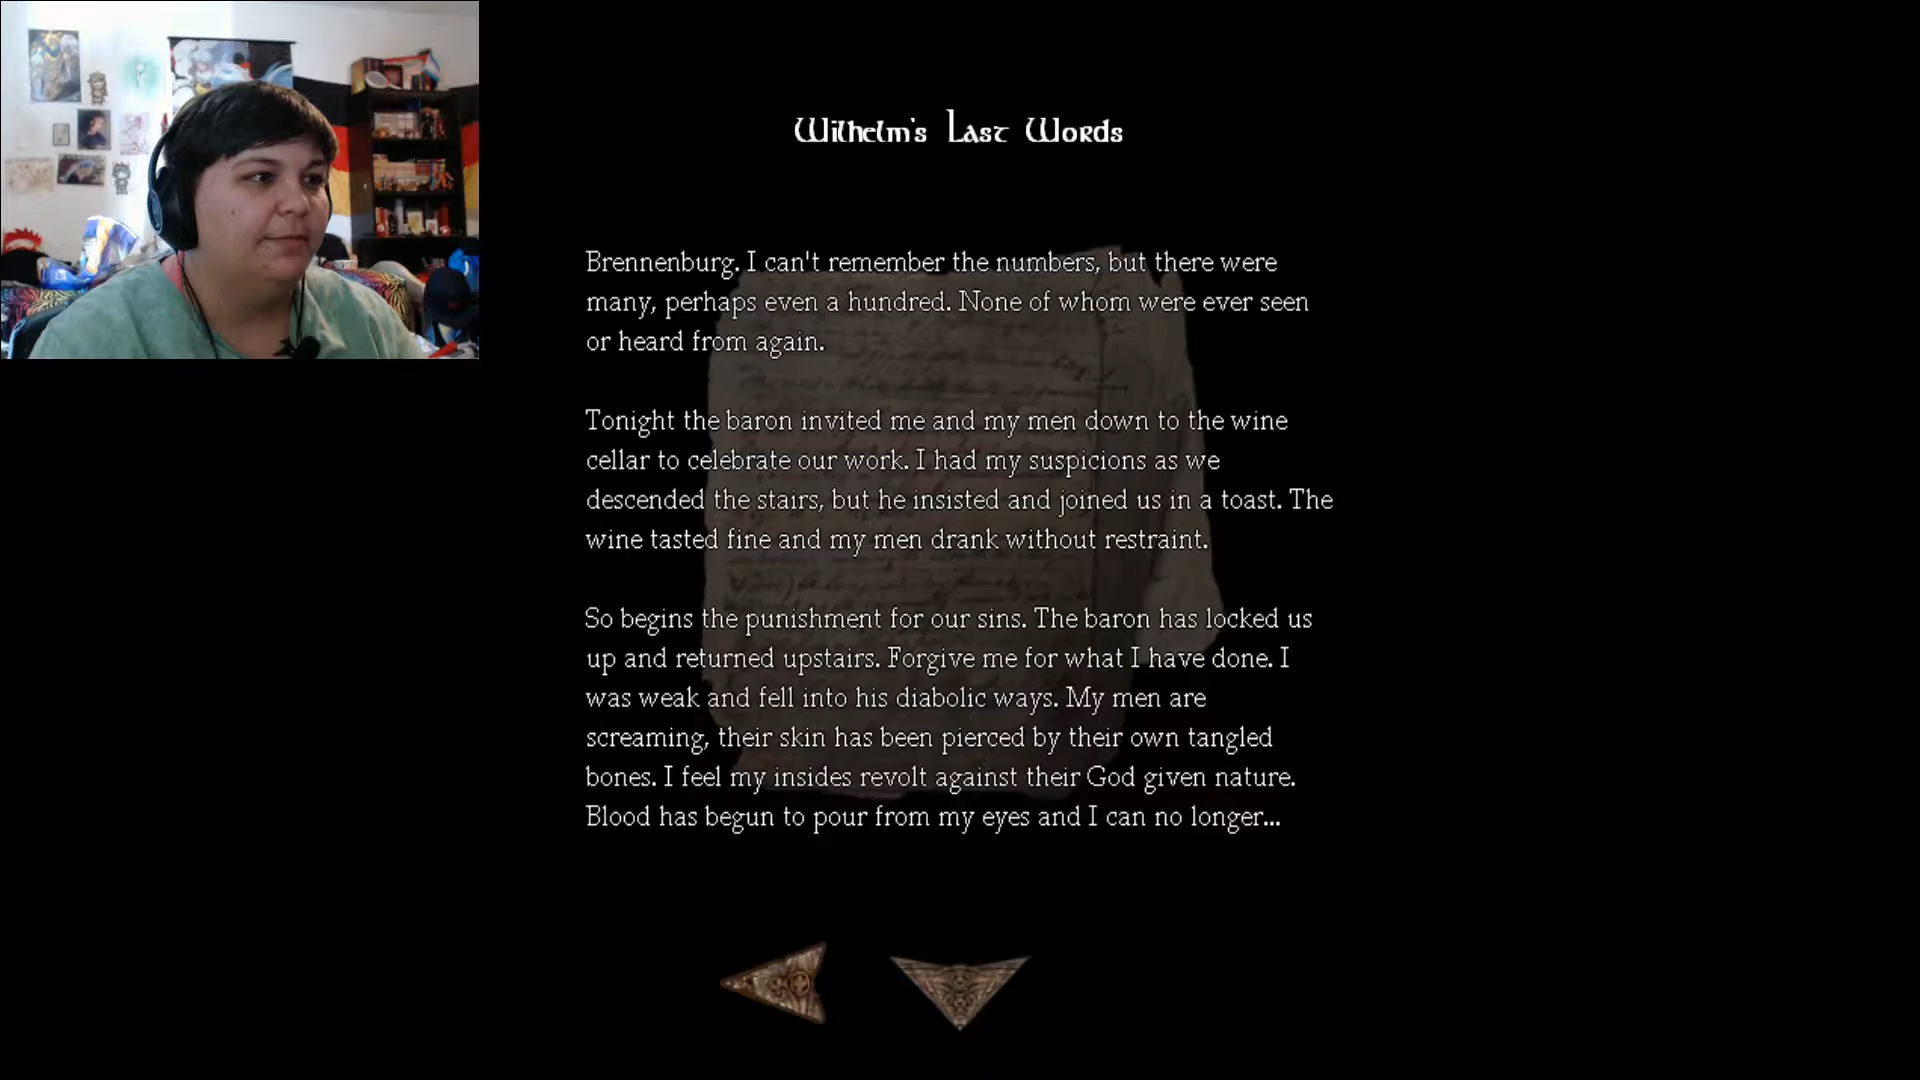 Wilhelm's Last Words
Brennenburg. I can't remember the numbers, but there were
many, perhaps even a hundred. None of whom were ever seen
or heard from again.
Tonight the baron invited me and my men down to the wine
cellar to celebrate our work. I had my suspicions as we
descended the stairs, but he insisted and joined us in a toast. The
wine tasted fine and my men drank without restraint.
So begins the punishment for our sins. The baron has locked us
up and returned upstairs. Forgive me for what I have done. I
was weak and fell into his diabolic ways. My men are
screaming, their skin has been pierced by their own tangled
bones. I feel my insides revolt against their God given nature.
Blood has begun to pour from my eyes and I can no longer...